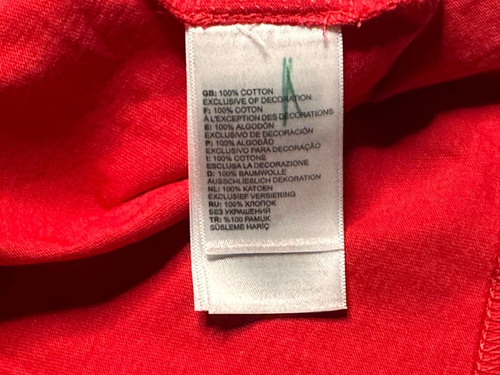 GB: 100% COTTON
EXCLUSIVE OF DECORATION
F: 100% COTON
À L'EXCEPTION DES DÉCORATIONS
E: 100% ALGODÓN
EXCLUSIVO DE DECORACIÓN
P: 100% ALGODÃO
EXCLUSIVO PARA DECORAÇÃO
I: 100% COTONE
ESCLUSA LA DECORAZIONE
D: 100% BAUMWOLLE
AUSSCHLIESSLICH DEKORATION
NL: 100% KATOEN
EXCLUSIEF VERSIERING
RU: 100% ХЛОПОК
БЕЗ УКРАШЕНИЙ
TR: %100 PAMUK
SÜSLEME HARİÇ